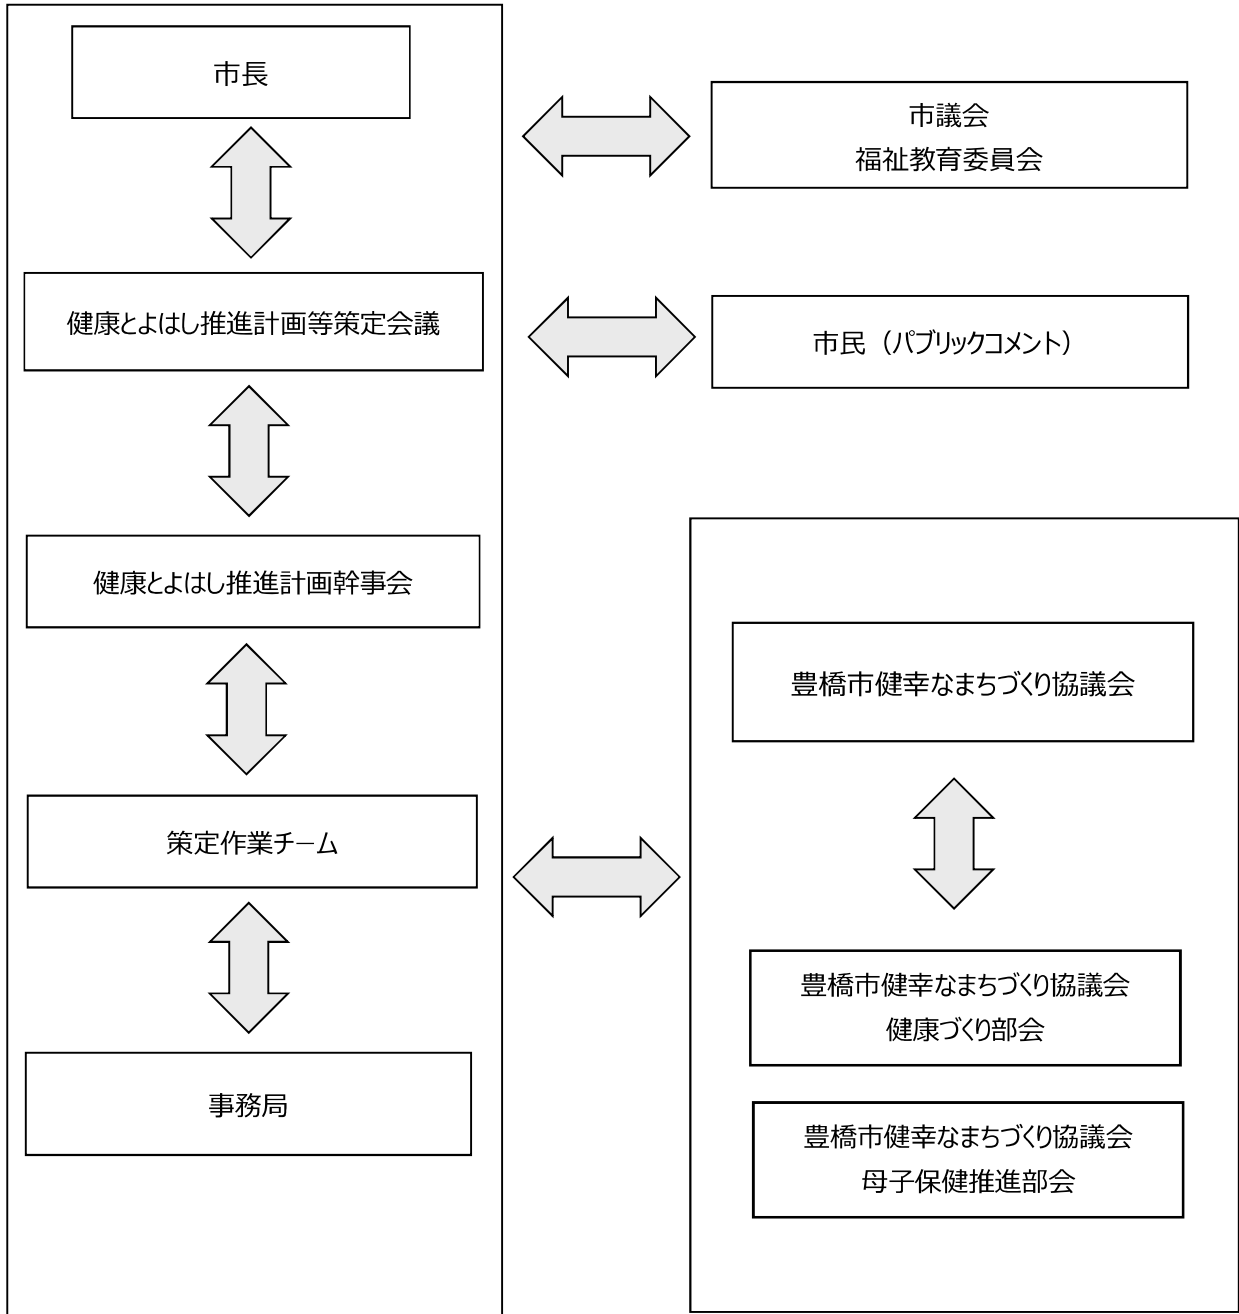 市長
健康とよはし推進計画等策定会議
健康とよはし推進計画幹事会
策定作業チーム
事務局
市議会
福祉教育委員会
市民（パブリックコメント）
豊橋市健幸なまちづくり協議会
豊橋市健幸なまちづくり協議会
健康づくり部会
豊橋市健幸なまちづくり協議会
母子保健推進部会